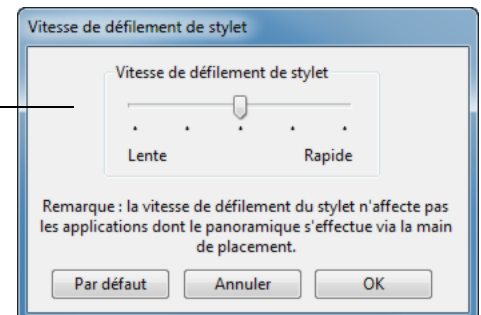 Vitesse de défilement de stylet
Vitesse de défilement de stylet
Lente Rapide
Remarque : la vitesse de défilement du stylet n'affecte pas
les applications dont le panoramique s'effectue via la main
de placement.
Par défaut Annuler OK